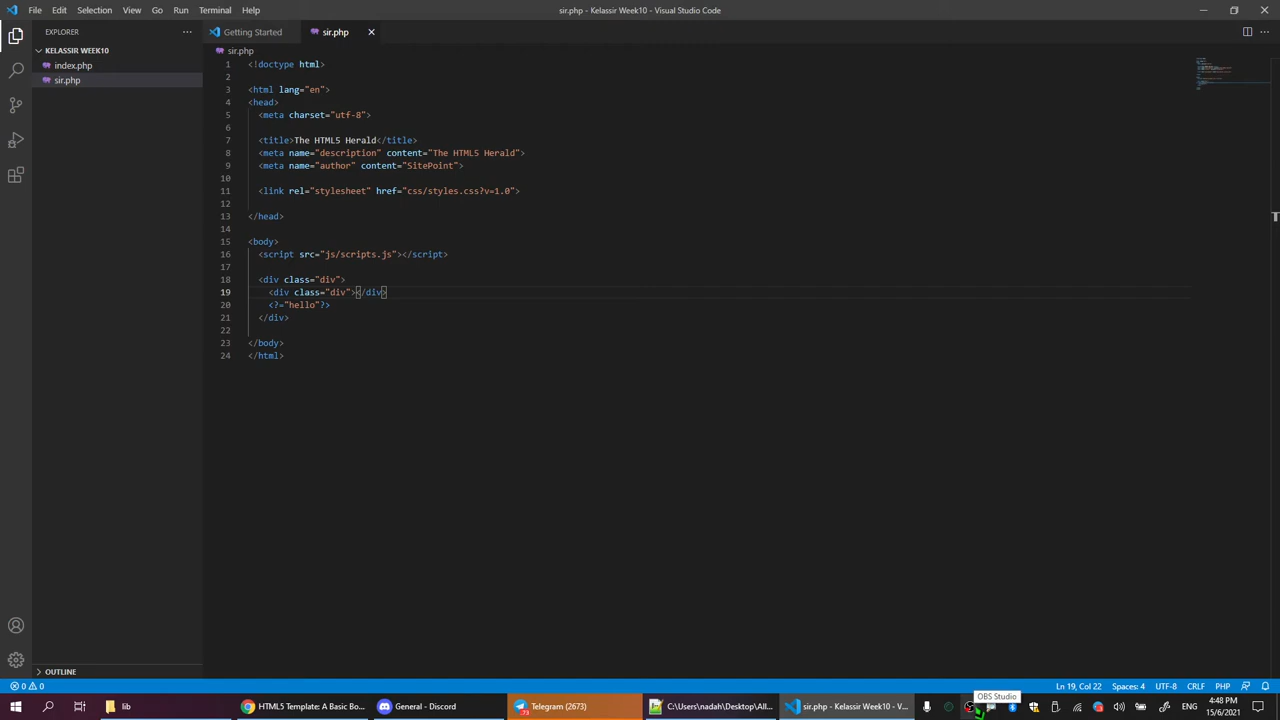 File Edit Selection View Go Run Terminal Help
sir.php - Kelassir Week10 - Visual Studio Code
EXPLORER
KELASSIR WEEK10
index.php
sir.php
OUTLINE
Getting Started
sir.php
sir.php
1 <!doctype html>
2
3 <html lang="en">
4 <head>
5 <meta charset="utf-8">
6
7 <title>The HTML5 Herald</title>
8 <meta name="description" content="The HTML5 Herald">
9 <meta name="author" content="SitePoint">
10
11 <link rel="stylesheet" href="css/styles.css?v=1.0">
12
13 </head>
14
15 <body>
16 <script src="js/scripts.js"></script>
17
18 <div class="div">
19 <div class="div"></div>
20 <?="hello"?>
21 </div>
22
23 </body>
24 </html>
0 0
Ln 19, Col 22 Spaces: 4 UTF-8 CRLF PHP
OBS Studio
lib
HTML5 Template: A Basic Bo...
General - Discord
Telegram (2673)
C:\Users\nadah\Desktop\All...
sir.php - Kelassir Week10 - V...
ENG
4:48 PM
15/6/2021